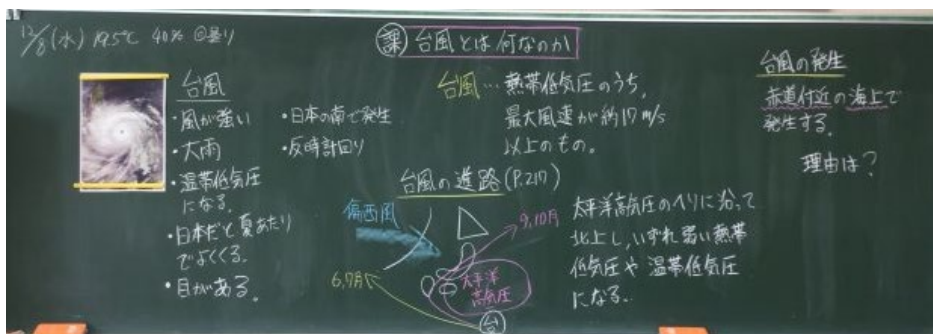 12/8(水) 19.5℃ 40% ◎曇り
課 台風とは何なのか
台風
・風が強い
・大雨
・温帯低気圧
になる。
・日本だと夏あたり
でよくくる。
・目がある。
・日本の南で発生
・反時計回り
台風…熱帯低気圧のうち、
最大風速が約17m/s
以上のもの。
台風の進路(P.217)
偏西風
9,10月
6,7月
太平洋
高気圧
台
太平洋高気圧のヘリに沿って
北上し、いずれ弱い熱帯
低気圧や温帯低気圧
になる。
台風の発生
赤道付近の海上で
発生する。
理由は?